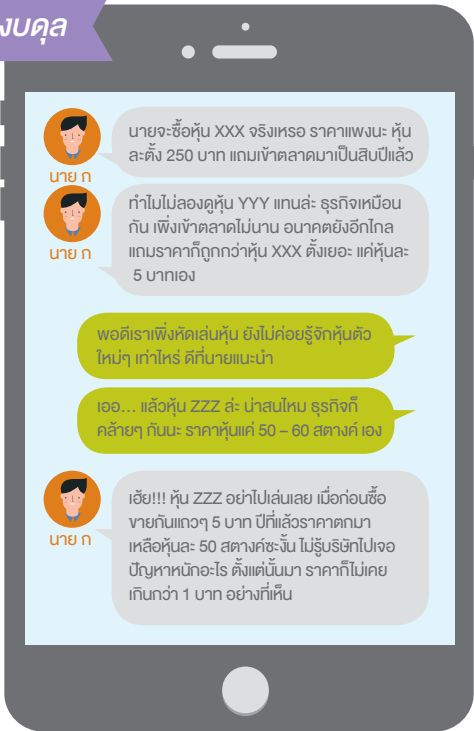 งบดุล
นายจะซื้อหุ้น XXX จริงเหรอ ราคาแพงนะ หุ้น
ละตั้ง 250 บาท แถมเข้าตลาดมาเป็นสิบปีแล้ว
นาย ก
ทำไมไม่ลองดูหุ้น YYY แทนล่ะ ธุรกิจเหมือน
กัน เพิ่งเข้าตลาดไม่นาน อนาคตยังอีกไกล
แถมราคาก็ถูกกว่าหุ้น XXX ตั้งเยอะ แค่หุ้นละ
5 บาทเอง
นาย ก
พอดีเราเพิ่งหัดเล่นหุ้น ยังไม่ค่อยรู้จักหุ้นตัว
ใหม่ๆ เท่าไหร่ ดีที่นายแนะนำ
เออ... แล้วหุ้น ZZZ ล่ะ น่าสนไหม ธุรกิจก็
คล้ายๆ กันนะ ราคาหุ้นแค่ 50 – 60 สตางค์ เอง
เฮ้ย!!! หุ้น ZZZ อย่าไปเล่นเลย เมื่อก่อนซื้อ
ขายกันแถวๆ 5 บาท ปีที่แล้วราคาตกมา
เหลือหุ้นละ 50 สตางค์ซะงั้น ไม่รู้บริษัทไปเจอ
ปัญหาหนักอะไร ตั้งแต่นั้นมา ราคาก็ไม่เคย
เกินกว่า 1 บาท อย่างที่เห็น
นาย ก